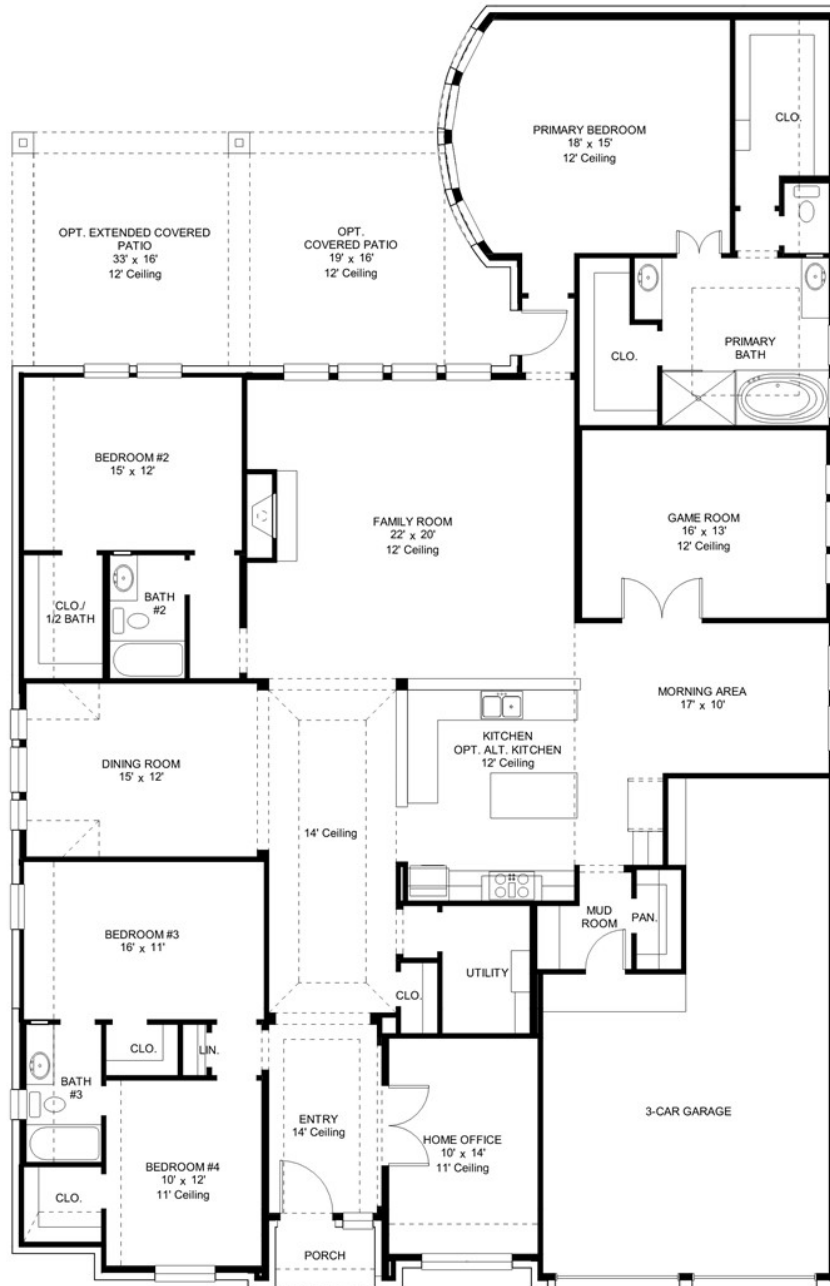 PRIMARY BEDROOM
18' x 15'
12' Ceiling
CLO.
OPT. EXTENDED COVERED
PATIO
33' x 16'
12' Ceiling
OPT.
COVERED PATIO
19' x 16'
12' Ceiling
CLO.
PRIMARY
BATH
BEDROOM #2
15' x 12'
FAMILY ROOM
22' x 20'
12' Ceiling
GAME ROOM
16' x 13'
12' Ceiling
CLO./
1/2 BATH
BATH
#2
MORNING AREA
17' x 10'
DINING ROOM
15' x 12'
KITCHEN
OPT. ALT. KITCHEN
12' Ceiling
14' Ceiling
BEDROOM #3
16' x 11'
MUD
ROOM
PAN.
UTILITY
CLO.
CLO.
LIN.
BATH
#3
ENTRY
14' Ceiling
HOME OFFICE
10' x 14'
11' Ceiling
3-CAR GARAGE
BEDROOM #4
10' x 12'
11' Ceiling
CLO.
PORCH